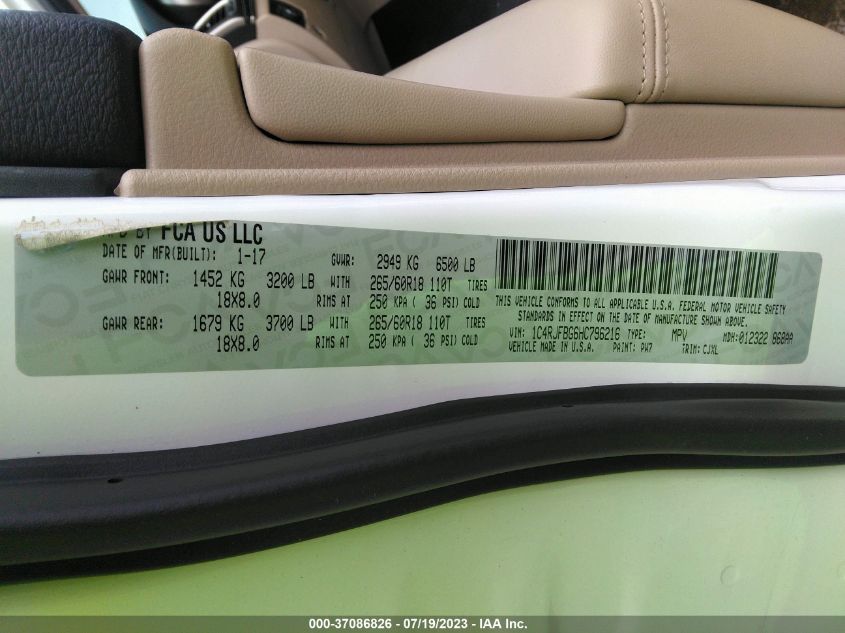 MFD BY FCA US LLC
DATE OF MFR(BUILT): 1-17 GVWR: 2949 KG 6500 LB
GAWR FRONT: 1452 KG 3200 LB WITH 265/60R18 110T TIRES
18X8.0 RIMS AT 250 KPA ( 36 PSI) COLD
GAWR REAR: 1679 KG 3700 LB WITH 265/60R18 110T TIRES
18X8.0 RIMS AT 250 KPA ( 36 PSI) COLD
THIS VEHICLE CONFORMS TO ALL APPLICABLE U.S.A. FEDERAL MOTOR VEHICLE SAFETY
STANDARDS IN EFFECT ON THE DATE OF MANUFACTURE SHOWN ABOVE.
VIN: 1C4RJFBG6HC796216 TYPE: MPV MDH: 012322 868AA
VEHICLE MADE IN U.S.A. PAINT: PW7 TRIM: CJXL
000-37086826 - 07/19/2023 - IAA Inc.